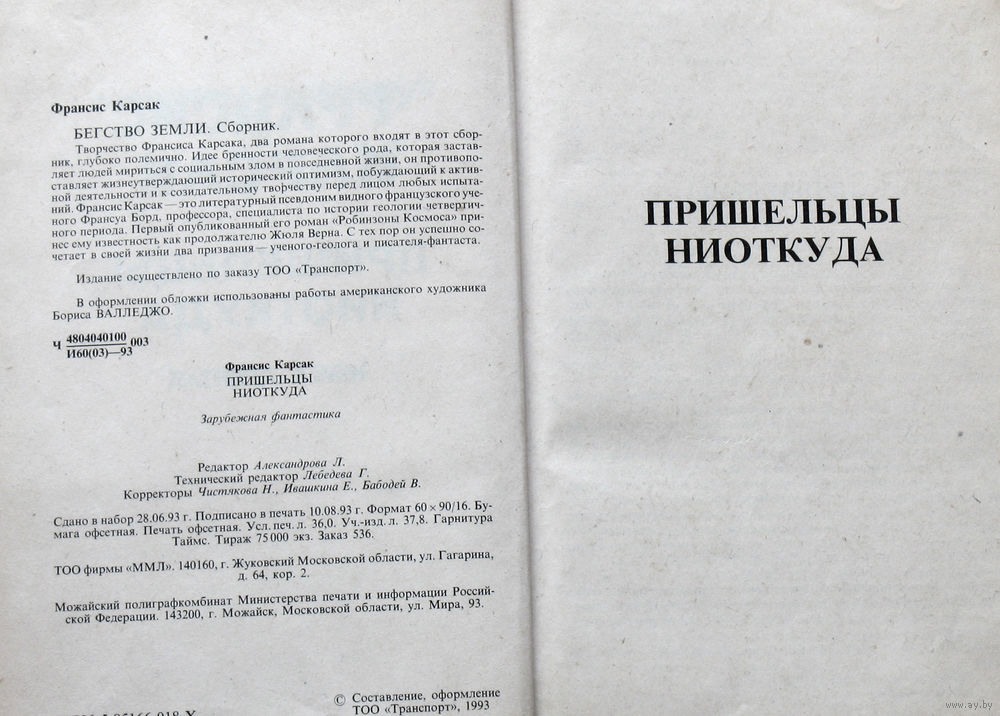 Франсис Карсак
БЕГСТВО ЗЕМЛИ. Сборник.
Творчество Франсиса Карсака, два романа которого входят в этот сбор-
ник, глубоко полемично. Идее бренности человеческого рода, которая застав-
ляет людей мириться с социальным злом в повседневной жизни, он противопо-
ставляет жизнеутверждающий исторический оптимизм, побуждающий к актив-
ной деятельности и к созидательному творчеству перед лицом любых испыта-
ний. Франсис Карсак — это литературный псевдоним видного французского уче-
ного Франсуа Борд, профессора, специалиста по истории геологии четвертич-
ного периода. Первый опубликованный его роман «Робинзоны Космоса» при-
нес ему известность как продолжателю Жюля Верна. С тех пор он успешно со-
четает в своей жизни два призвания — ученого-геолога и писателя-фантаста.
Издание осуществлено по заказу ТОО «Транспорт».
В оформлении обложки использованы работы американского художника
Бориса ВАЛЛЕДЖО.
Ч 4804040100 003
И60(03)—93
Франсис Карсак
ПРИШЕЛЬЦЫ
НИОТКУДА
Зарубежная фантастика
Редактор Александрова Л.
Технический редактор Лебедева Г.
Корректоры Чистякова Н., Ивашкина Е., Бабодей В.
Сдано в набор 28.06.93 г. Подписано в печать 10.08.93 г. Формат 60 × 90/16. Бу-
мага офсетная. Печать офсетная. Усл. печ. л. 36,0. Уч.-изд. л. 37,8. Гарнитура
Таймс. Тираж 75 000 экз. Заказ 536.
ТОО фирмы «ММЛ». 140160, г. Жуковский Московской области, ул. Гагарина,
д. 64, кор. 2.
Можайский полиграфкомбинат Министерства печати и информации Россий-
ской Федерации. 143200, г. Можайск, Московской области, ул. Мира, 93.
© Составление, оформление
ТОО «Транспорт», 1993
ПРИШЕЛЬЦЫ
НИОТКУДА
www.ay.by